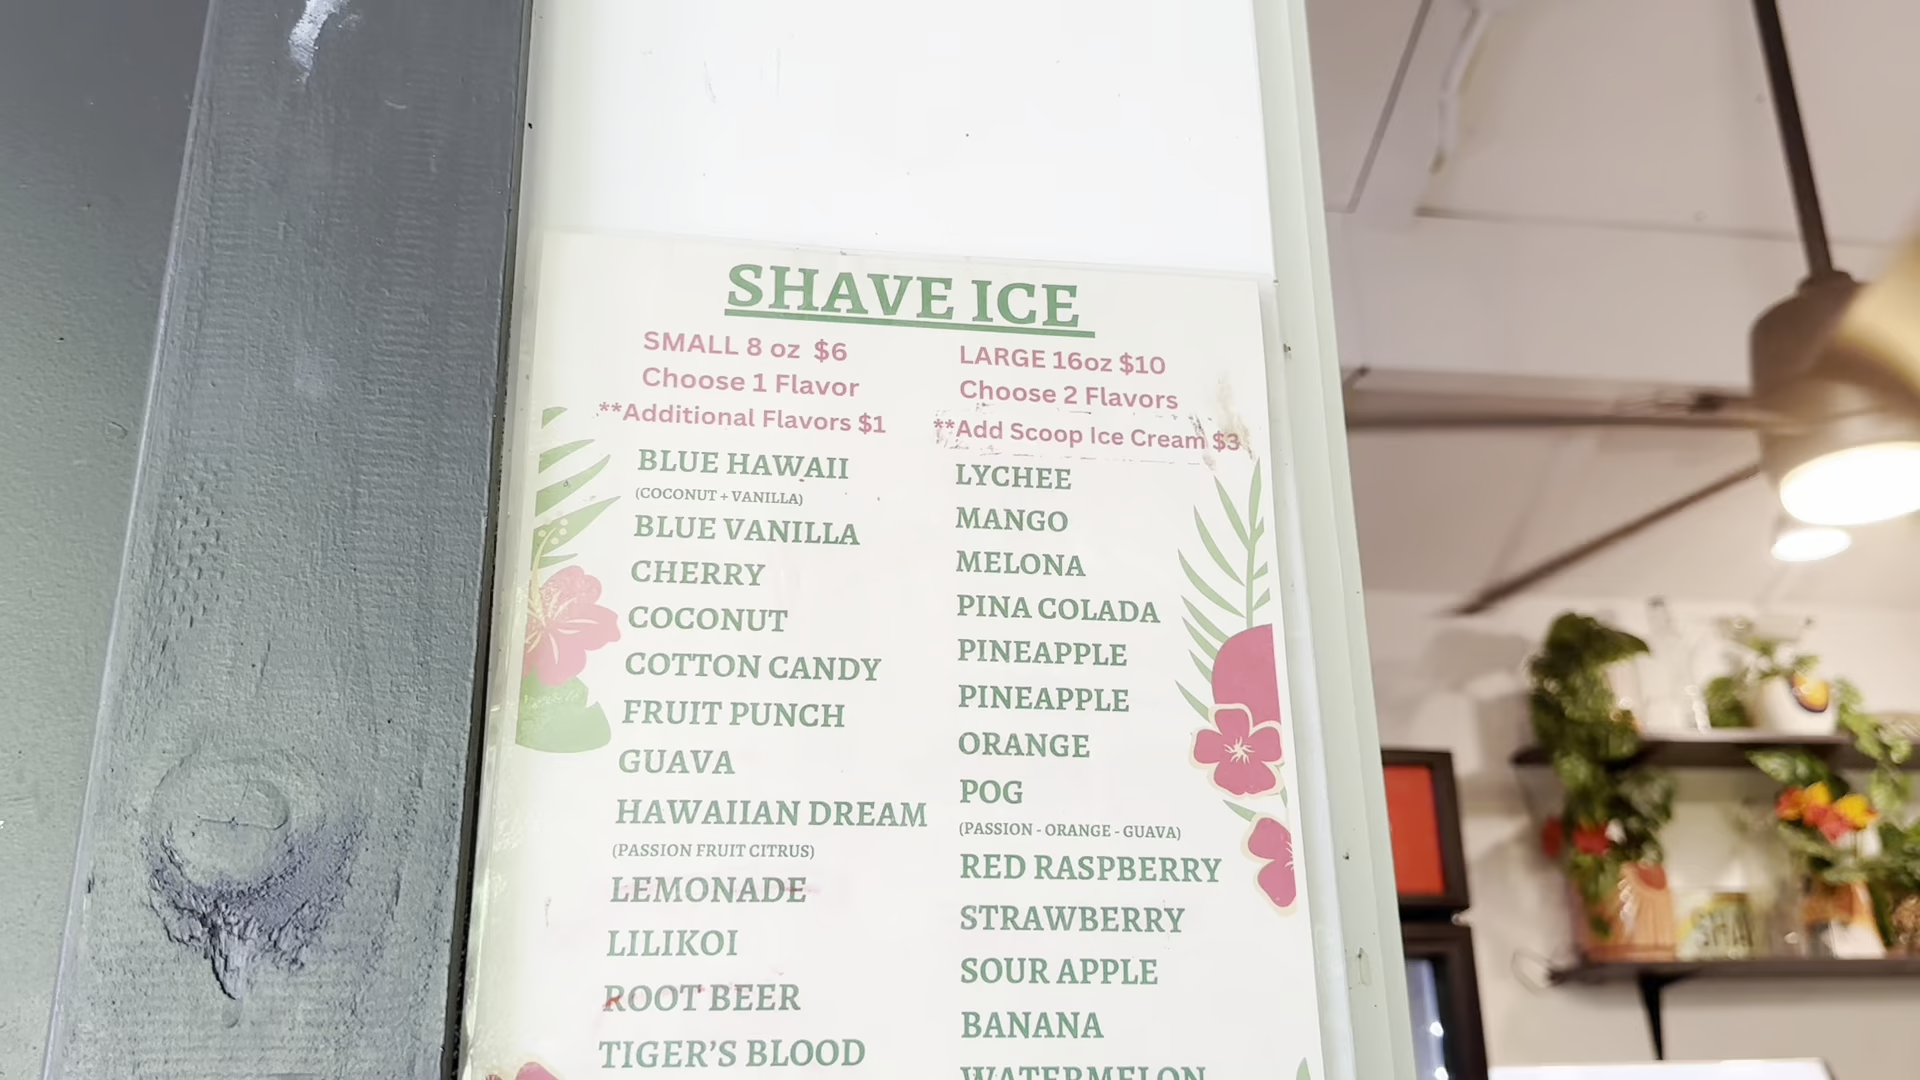 SHAVE ICE
SMALL 8 oz $6
Choose 1 Flavor
**Additional Flavors $1
BLUE HAWAII
(COCONUT + VANILLA)
BLUE VANILLA
CHERRY
COCONUT
COTTON CANDY
FRUIT PUNCH
GUAVA
HAWAIIAN DREAM
(PASSION FRUIT CITRUS)
LEMONADE
LILIKOI
ROOT BEER
TIGER'S BLOOD
LARGE 16oz $10
Choose 2 Flavors
**Add Scoop Ice Cream $3
LYCHEE
MANGO
MELONA
PINA COLADA
PINEAPPLE
PINEAPPLE
ORANGE
POG
(PASSION - ORANGE - GUAVA)
RED RASPBERRY
STRAWBERRY
SOUR APPLE
BANANA
WATERMELON